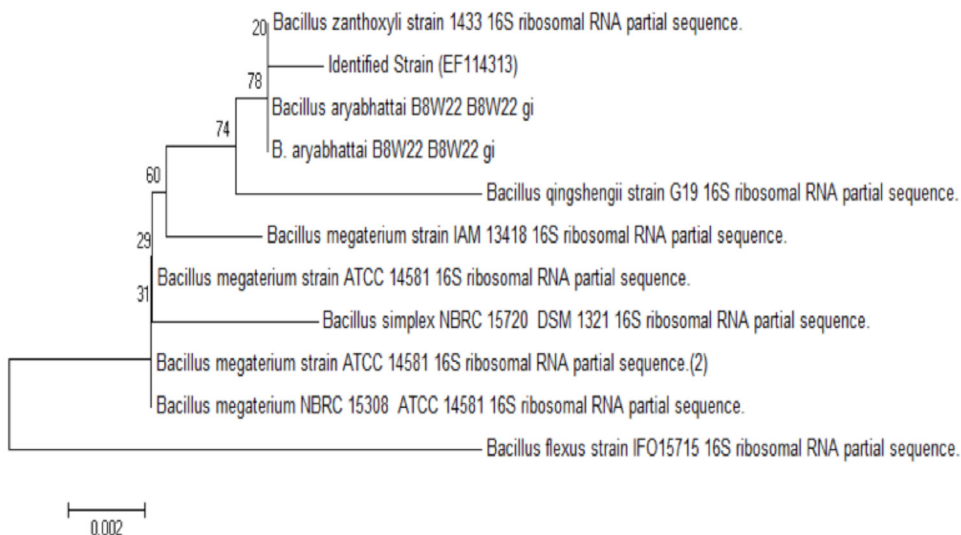 20
Bacillus zanthoxyli strain 1433 16S ribosomal RNA partial sequence.
Identified Strain (EF114313)
78
Bacillus aryabhattai B8W22 B8W22 gi
74
B. aryabhattai B8W22 B8W22 gi
60
Bacillus qingshengii strain G19 16S ribosomal RNA partial sequence.
Bacillus megaterium strain IAM 13418 16S ribosomal RNA partial sequence.
29
Bacillus megaterium strain ATCC 14581 16S ribosomal RNA partial sequence.
31
Bacillus simplex NBRC 15720 DSM 1321 16S ribosomal RNA partial sequence.
Bacillus megaterium strain ATCC 14581 16S ribosomal RNA partial sequence.(2)
Bacillus megaterium NBRC 15308 ATCC 14581 16S ribosomal RNA partial sequence.
Bacillus flexus strain IFO15715 16S ribosomal RNA partial sequence.
0.002